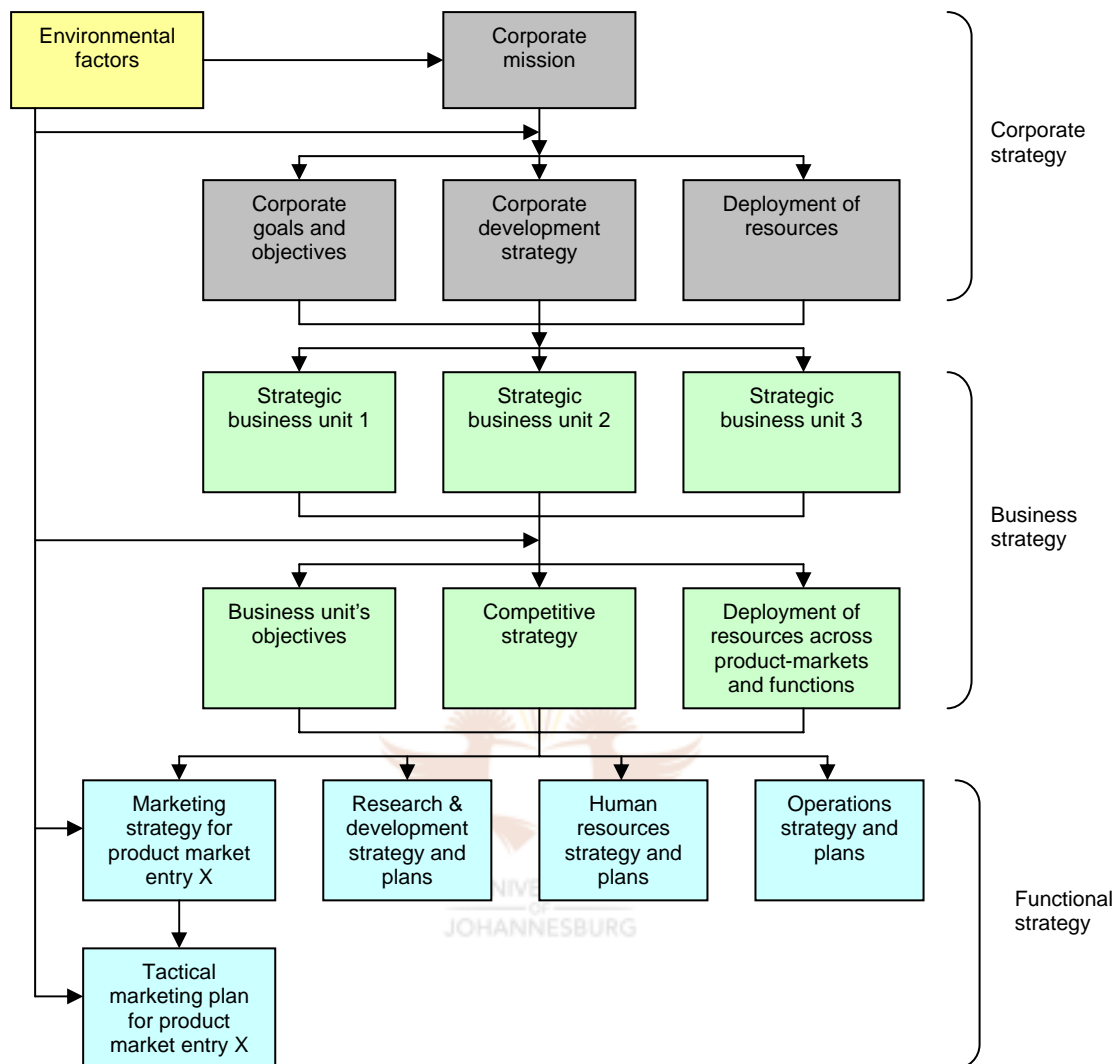 Environmental
factors
Corporate
mission
Corporate
strategy
Corporate
goals and
objectives
Corporate
development
strategy
Deployment of
resources
Strategic
business unit 1
Strategic
business unit 2
Strategic
business unit 3
Business
strategy
Business unit's
objectives
Competitive
strategy
Deployment of
resources across
product-markets
and functions
Marketing
strategy for
product market
entry X
Research &
development
strategy and
plans
Human
resources
strategy and
plans
Operations
strategy and
plans
OF
JOHANNESBURG
Functional
strategy
Tactical
marketing plan
for product
market entry X